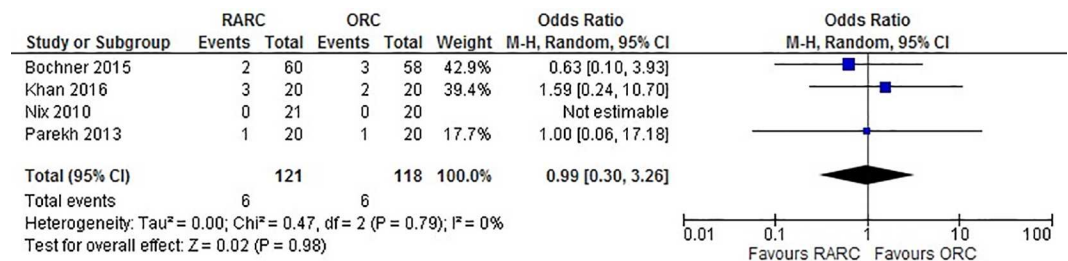 RARC ORC Odds Ratio Odds Ratio
Study or Subgroup Events Total Events Total Weight M-H, Random, 95% CI M-H, Random, 95% CI
Bochner 2015 2 60 3 58 42.9% 0.63 [0.10, 3.93]
Khan 2016 3 20 2 20 39.4% 1.59 [0.24, 10.70]
Nix 2010 0 21 0 20 Not estimable
Parekh 2013 1 20 1 20 17.7% 1.00 [0.06, 17.18]
Total (95% CI) 121 118 100.0% 0.99 [0.30, 3.26]
Total events 6 6
Heterogeneity: Tau² = 0.00; Chi² = 0.47, df = 2 (P = 0.79); I² = 0%
Test for overall effect: Z = 0.02 (P = 0.98)
0.01 0.1 1 10 100
Favours RARC Favours ORC